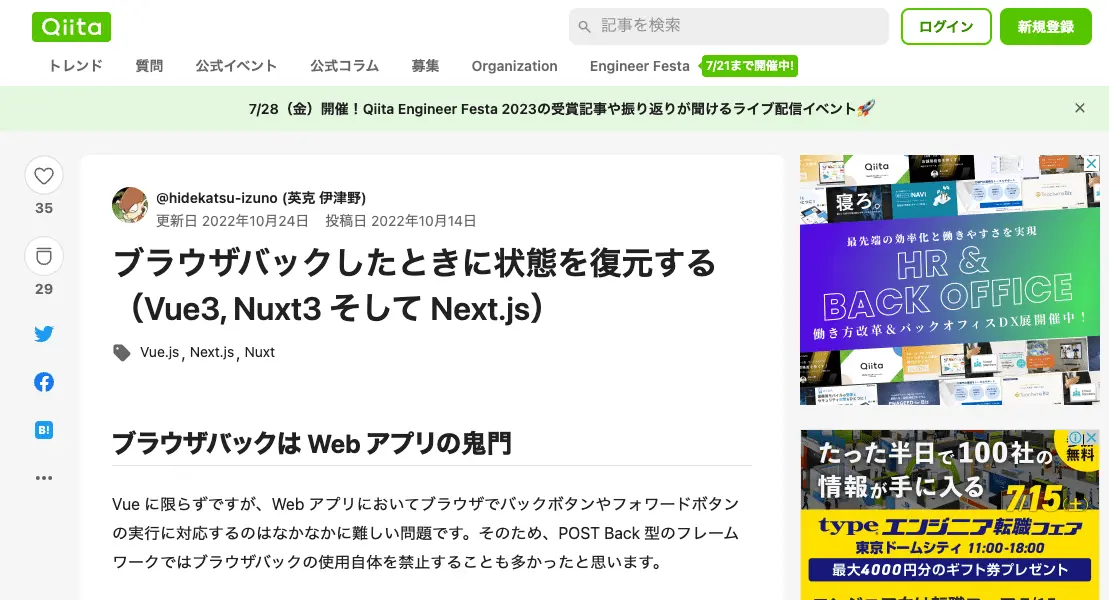 Qiita
記事を検索
ログイン
新規登録
トレンド 質問 公式イベント 公式コラム 募集 Organization Engineer Festa 7/21まで開催中!
7/28（金）開催！Qiita Engineer Festa 2023の受賞記事や振り返りが聞けるライブ配信イベント🚀
35
29
B!
@hidekatsu-izuno (英克 伊津野)
更新日 2022年10月24日 投稿日 2022年10月14日
ブラウザバックしたときに状態を復元する
（Vue3, Nuxt3 そして Next.js）
Vue.js , Next.js , Nuxt
ブラウザバックは Web アプリの鬼門
Vue に限らずですが、Web アプリにおいてブラウザでバックボタンやフォワードボタン
の実行に対応するのはなかなかに難しい問題です。そのため、POST Back 型のフレーム
ワークではブラウザバックの使用自体を禁止することも多かったと思います。
Qiita
寝ろ。
NAVI
最先端の効率化と働きやすさを実現
HR &
BACK OFFICE
働き方改革＆バックオフィスDX展開催中！
Qiita
たった半日で100社の
情報が手に入る
無料
7.15(土)
type エンジニア転職フェア
東京ドームシティ 11:00-18:00
最大4000円分のギフト券プレゼント